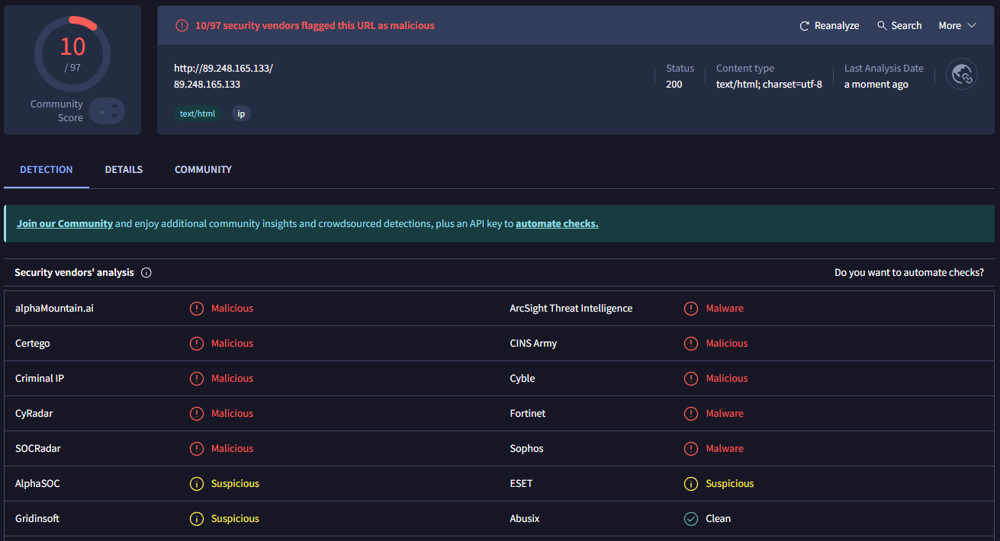 10
/ 97
Community
Score
10/97 security vendors flagged this URL as malicious
Reanalyze
Search
More
http://89.248.165.133/
89.248.165.133
text/html
ip
Status
200
Content type
text/html; charset=utf-8
Last Analysis Date
a moment ago
DETECTION
DETAILS
COMMUNITY
Join our Community and enjoy additional community insights and crowdsourced detections, plus an API key to automate checks.
Security vendors' analysis
Do you want to automate checks?
alphaMountain.ai Malicious ArcSight Threat Intelligence Malware
Certego Malicious CINS Army Malicious
Criminal IP Malicious Cyble Malicious
CyRadar Malicious Fortinet Malware
SOCRadar Malicious Sophos Malware
AlphaSOC Suspicious ESET Suspicious
Gridinsoft Suspicious Abusix Clean